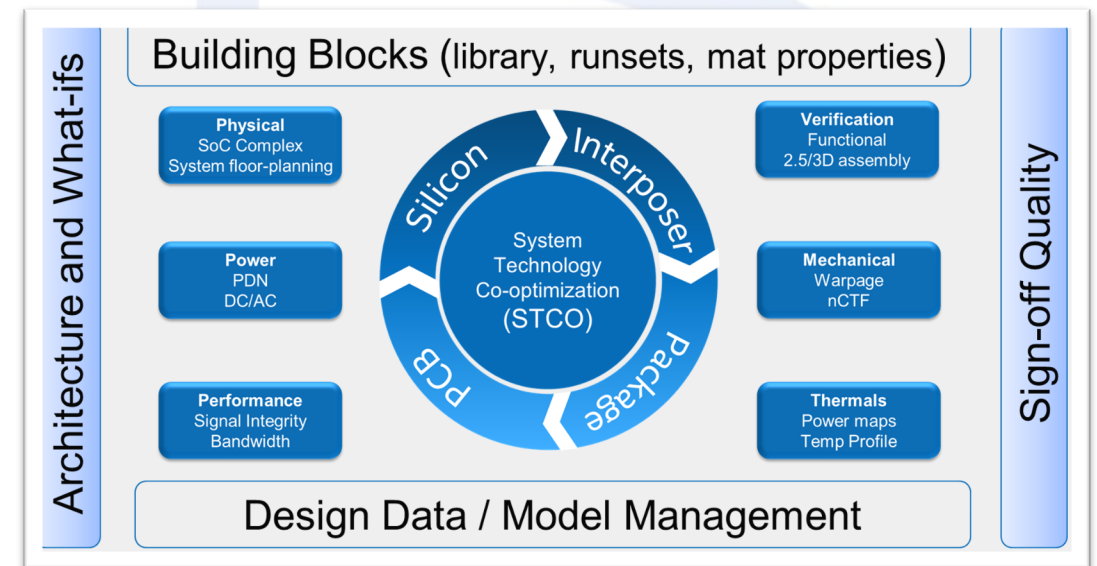 Building Blocks (library, runsets, mat properties)
Architecture and What-ifs
Physical
SoC Complex
System floor-planning
Power
PDN
DC/AC
Performance
Signal Integrity
Bandwidth
Silicon
Interposer
Package
PCB
System
Technology
Co-optimization
(STCO)
Verification
Functional
2.5/3D assembly
Mechanical
Warpage
nCTF
Thermals
Power maps
Temp Profile
Sign-off Quality
Design Data / Model Management